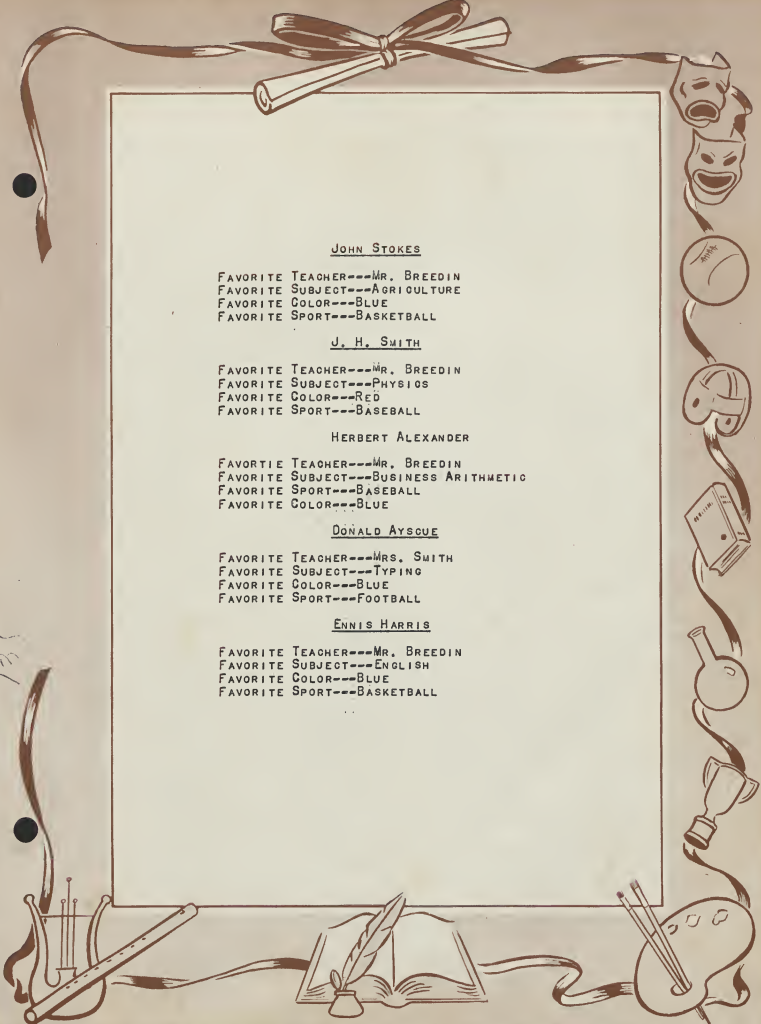 JOHN STOKES
FAVORITE TEACHER---MR. BREEDIN
FAVORITE SUBJECT---AGRICULTURE
FAVORITE COLOR---BLUE
FAVORITE SPORT---BASKETBALL
J. H. SMITH
FAVORITE TEACHER---MR. BREEDIN
FAVORITE SUBJECT---PHYSICS
FAVORITE COLOR---RED
FAVORITE SPORT---BASEBALL
HERBERT ALEXANDER
FAVORTIE TEACHER---MR. BREEDIN
FAVORITE SUBJECT---BUSINESS ARITHMETIC
FAVORITE SPORT---BASEBALL
FAVORITE COLOR---BLUE
DONALD AYSCUE
FAVORITE TEACHER---MRS. SMITH
FAVORITE SUBJECT---TYPING
FAVORITE COLOR---BLUE
FAVORITE SPORT---FOOTBALL
ENNIS HARRIS
FAVORITE TEACHER---MR. BREEDIN
FAVORITE SUBJECT---ENGLISH
FAVORITE COLOR---BLUE
FAVORITE SPORT---BASKETBALL